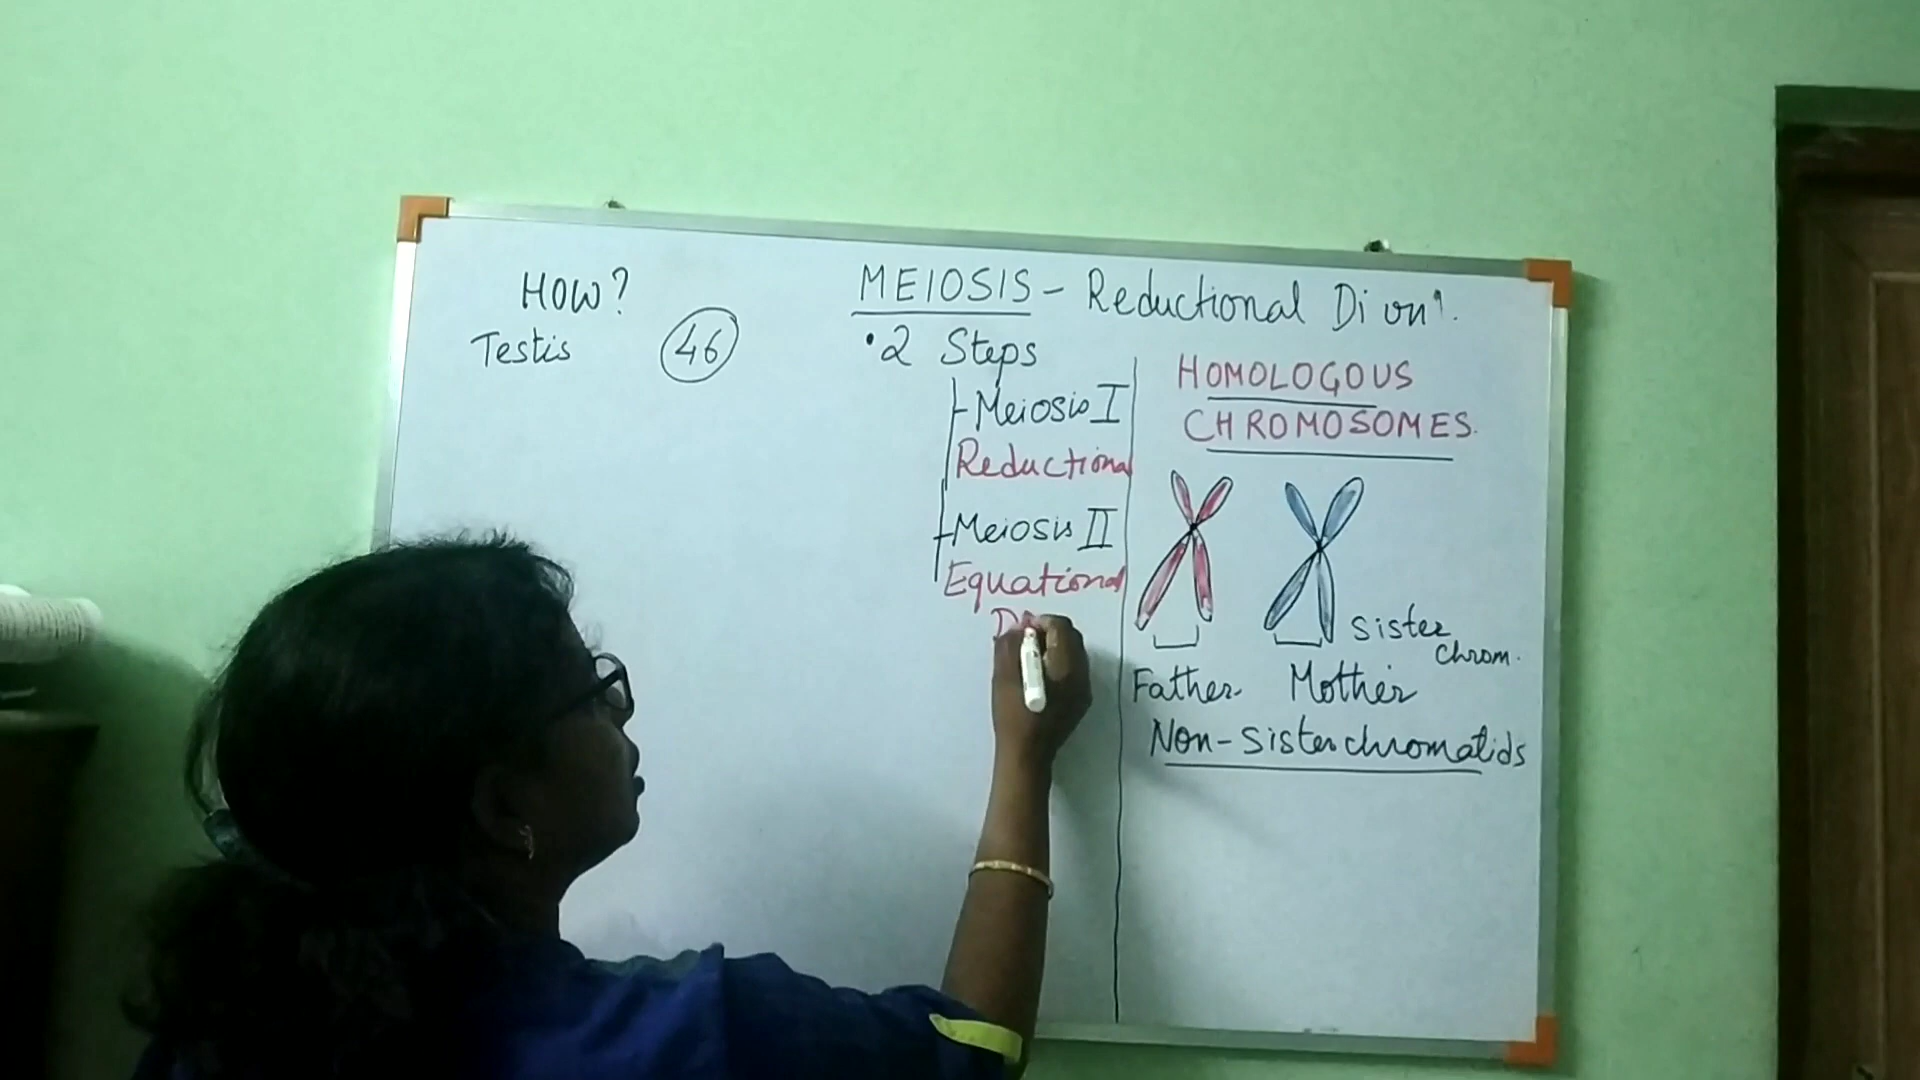 HOW?
Testis 46
MEIOSIS - Reductional Di on'.
• 2 Steps
Meiosis I
Reductional
Meiosis II
Equational
HOMOLOGOUS
CHROMOSOMES.
Sister
Chrom.
Father Mother
Non-Sister chromatids